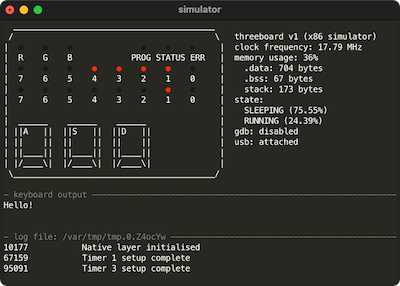 simulator
threeboard v1 (x86 simulator)
clock frequency: 17.79 MHz
memory usage: 36%
.data: 704 bytes
.bss: 67 bytes
stack: 173 bytes
state:
SLEEPING (75.55%)
RUNNING (24.39%)
gdb: disabled
usb: attached
R G B PROG STATUS ERR
7 6 5 4 3 2 1 0
7 6 5 4 3 2 1 0
A S D
keyboard output
Hello!
log file: /var/tmp/tmp.0.Z4ocYw
10177 Native layer initialised
67159 Timer 1 setup complete
95091 Timer 3 setup complete